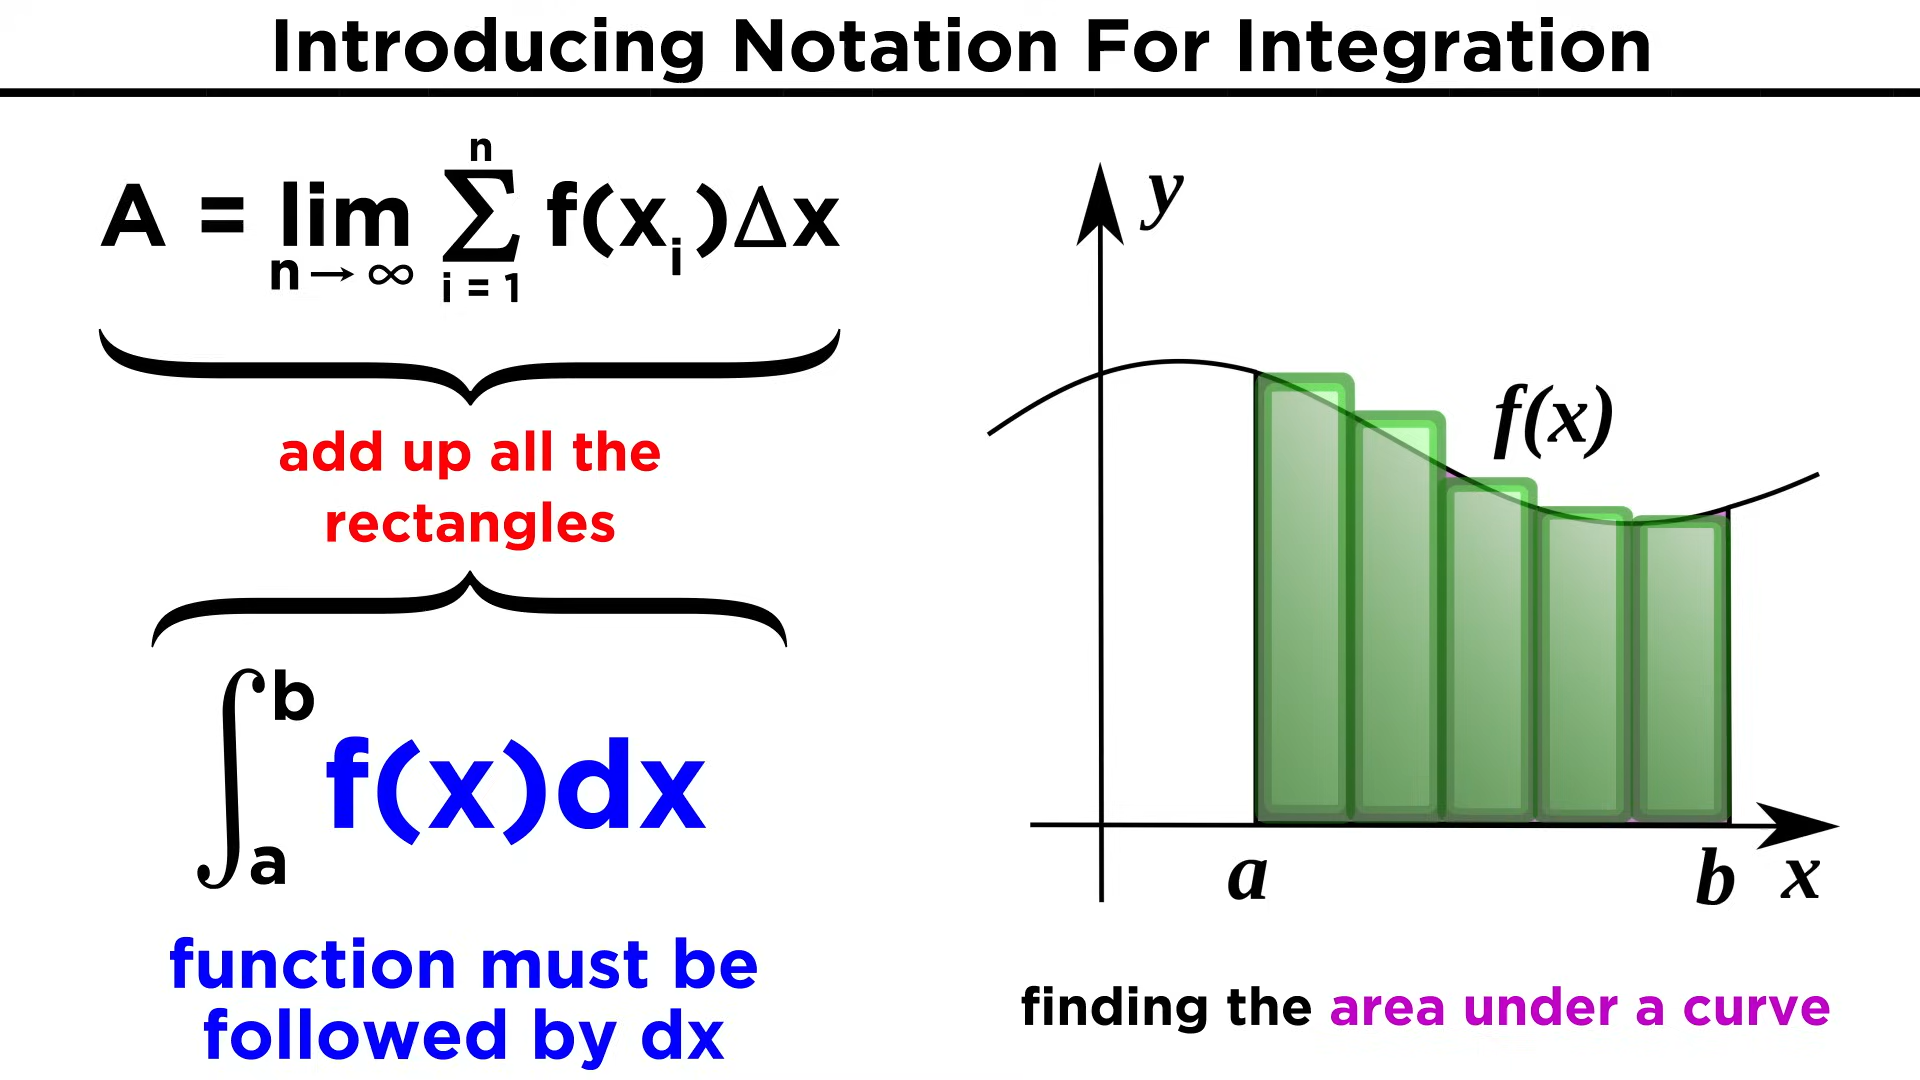 Introducing Notation For Integration
n
A = lim Σ f(xᵢ)Δx
n→∞ i = 1
add up all the
rectangles
b
∫ f(x)dx
a
function must be
followed by dx
y
f(x)
a b x
finding the area under a curve